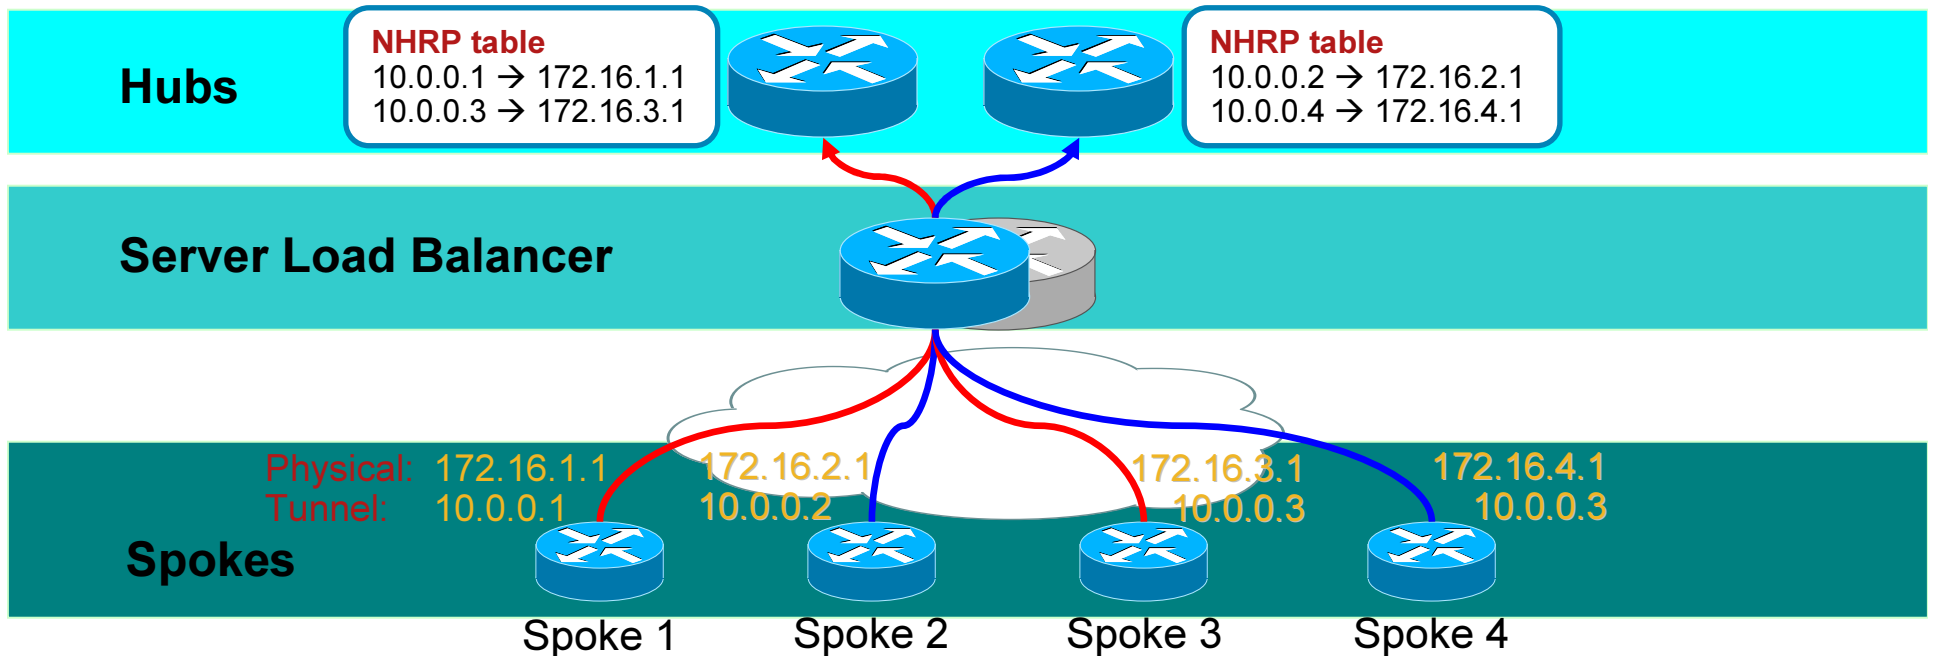 NHRP table
10.0.0.1 → 172.16.1.1
10.0.0.3 → 172.16.3.1
NHRP table
10.0.0.2 → 172.16.2.1
10.0.0.4 → 172.16.4.1
Hubs
Server Load Balancer
Physical: 172.16.1.1 172.16.2.1 172.16.3.1 172.16.4.1
Tunnel: 10.0.0.1 10.0.0.2 10.0.0.3 10.0.0.3
Spokes
Spoke 1 Spoke 2 Spoke 3 Spoke 4